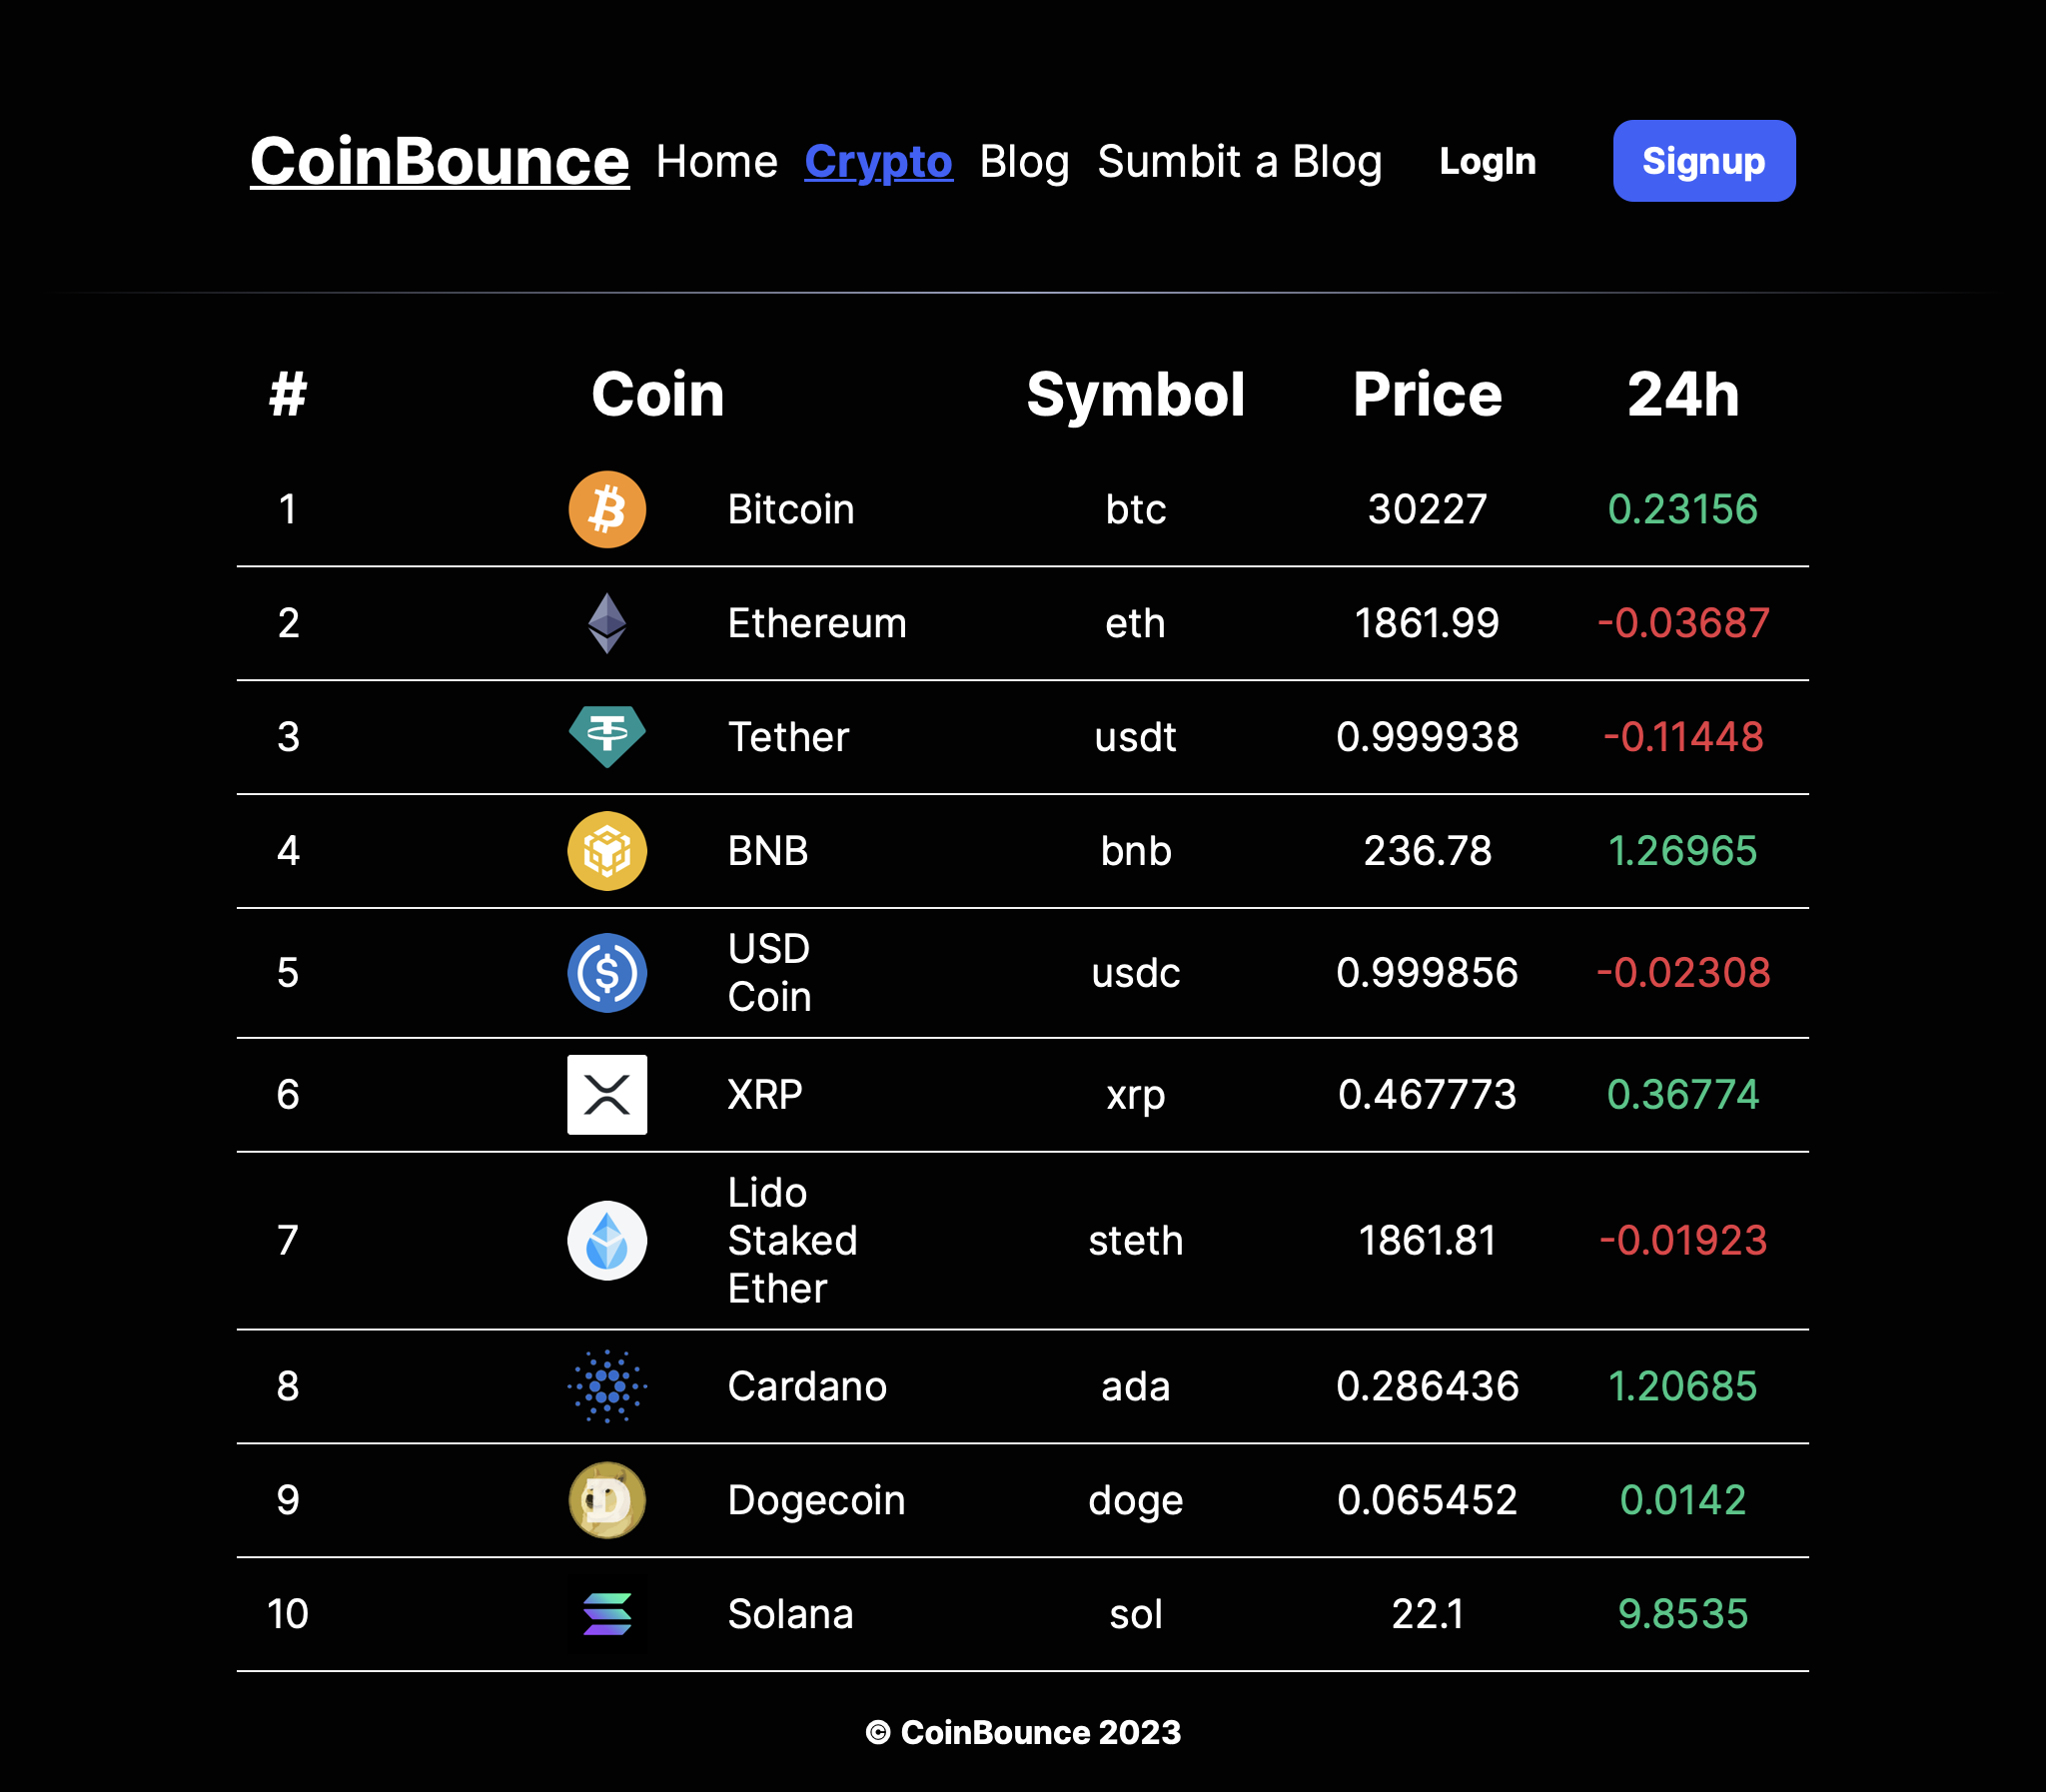 CoinBounce Home Crypto Blog Sumbit a Blog LogIn Signup
# Coin Symbol Price 24h
1 Bitcoin btc 30227 0.23156
2 Ethereum eth 1861.99 -0.03687
3 Tether usdt 0.999938 -0.11448
4 BNB bnb 236.78 1.26965
5 USD
Coin usdc 0.999856 -0.02308
6 XRP xrp 0.467773 0.36774
7 Lido
Staked
Ether steth 1861.81 -0.01923
8 Cardano ada 0.286436 1.20685
9 Dogecoin doge 0.065452 0.0142
10 Solana sol 22.1 9.8535
© CoinBounce 2023